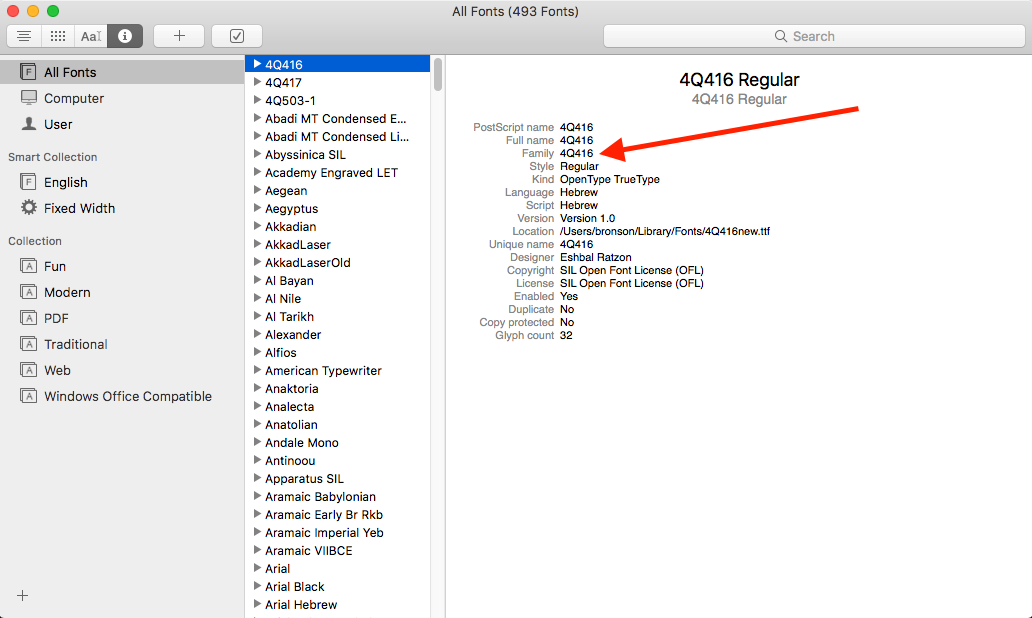 All Fonts (493 Fonts)
AaI
Search
All Fonts
Computer
User
Smart Collection
English
Fixed Width
Collection
Fun
Modern
PDF
Traditional
Web
Windows Office Compatible
4Q416
4Q417
4Q503-1
Abadi MT Condensed E...
Abadi MT Condensed Li...
Abyssinica SIL
Academy Engraved LET
Aegean
Aegyptus
Akkadian
AkkadLaser
AkkadLaserOld
Al Bayan
Al Nile
Al Tarikh
Alexander
Alfios
American Typewriter
Anaktoria
Analecta
Anatolian
Andale Mono
Antinoou
Apparatus SIL
Aramaic Babylonian
Aramaic Early Br Rkb
Aramaic Imperial Yeb
Aramaic VIIBCE
Arial
Arial Black
Arial Hebrew
4Q416 Regular
4Q416 Regular
PostScript name 4Q416
Full name 4Q416
Family 4Q416
Style Regular
Kind OpenType TrueType
Language Hebrew
Script Hebrew
Version Version 1.0
Location /Users/bronson/Library/Fonts/4Q416new.ttf
Unique name 4Q416
Designer Eshbal Ratzon
Copyright SIL Open Font License (OFL)
License SIL Open Font License (OFL)
Enabled Yes
Duplicate No
Copy protected No
Glyph count 32